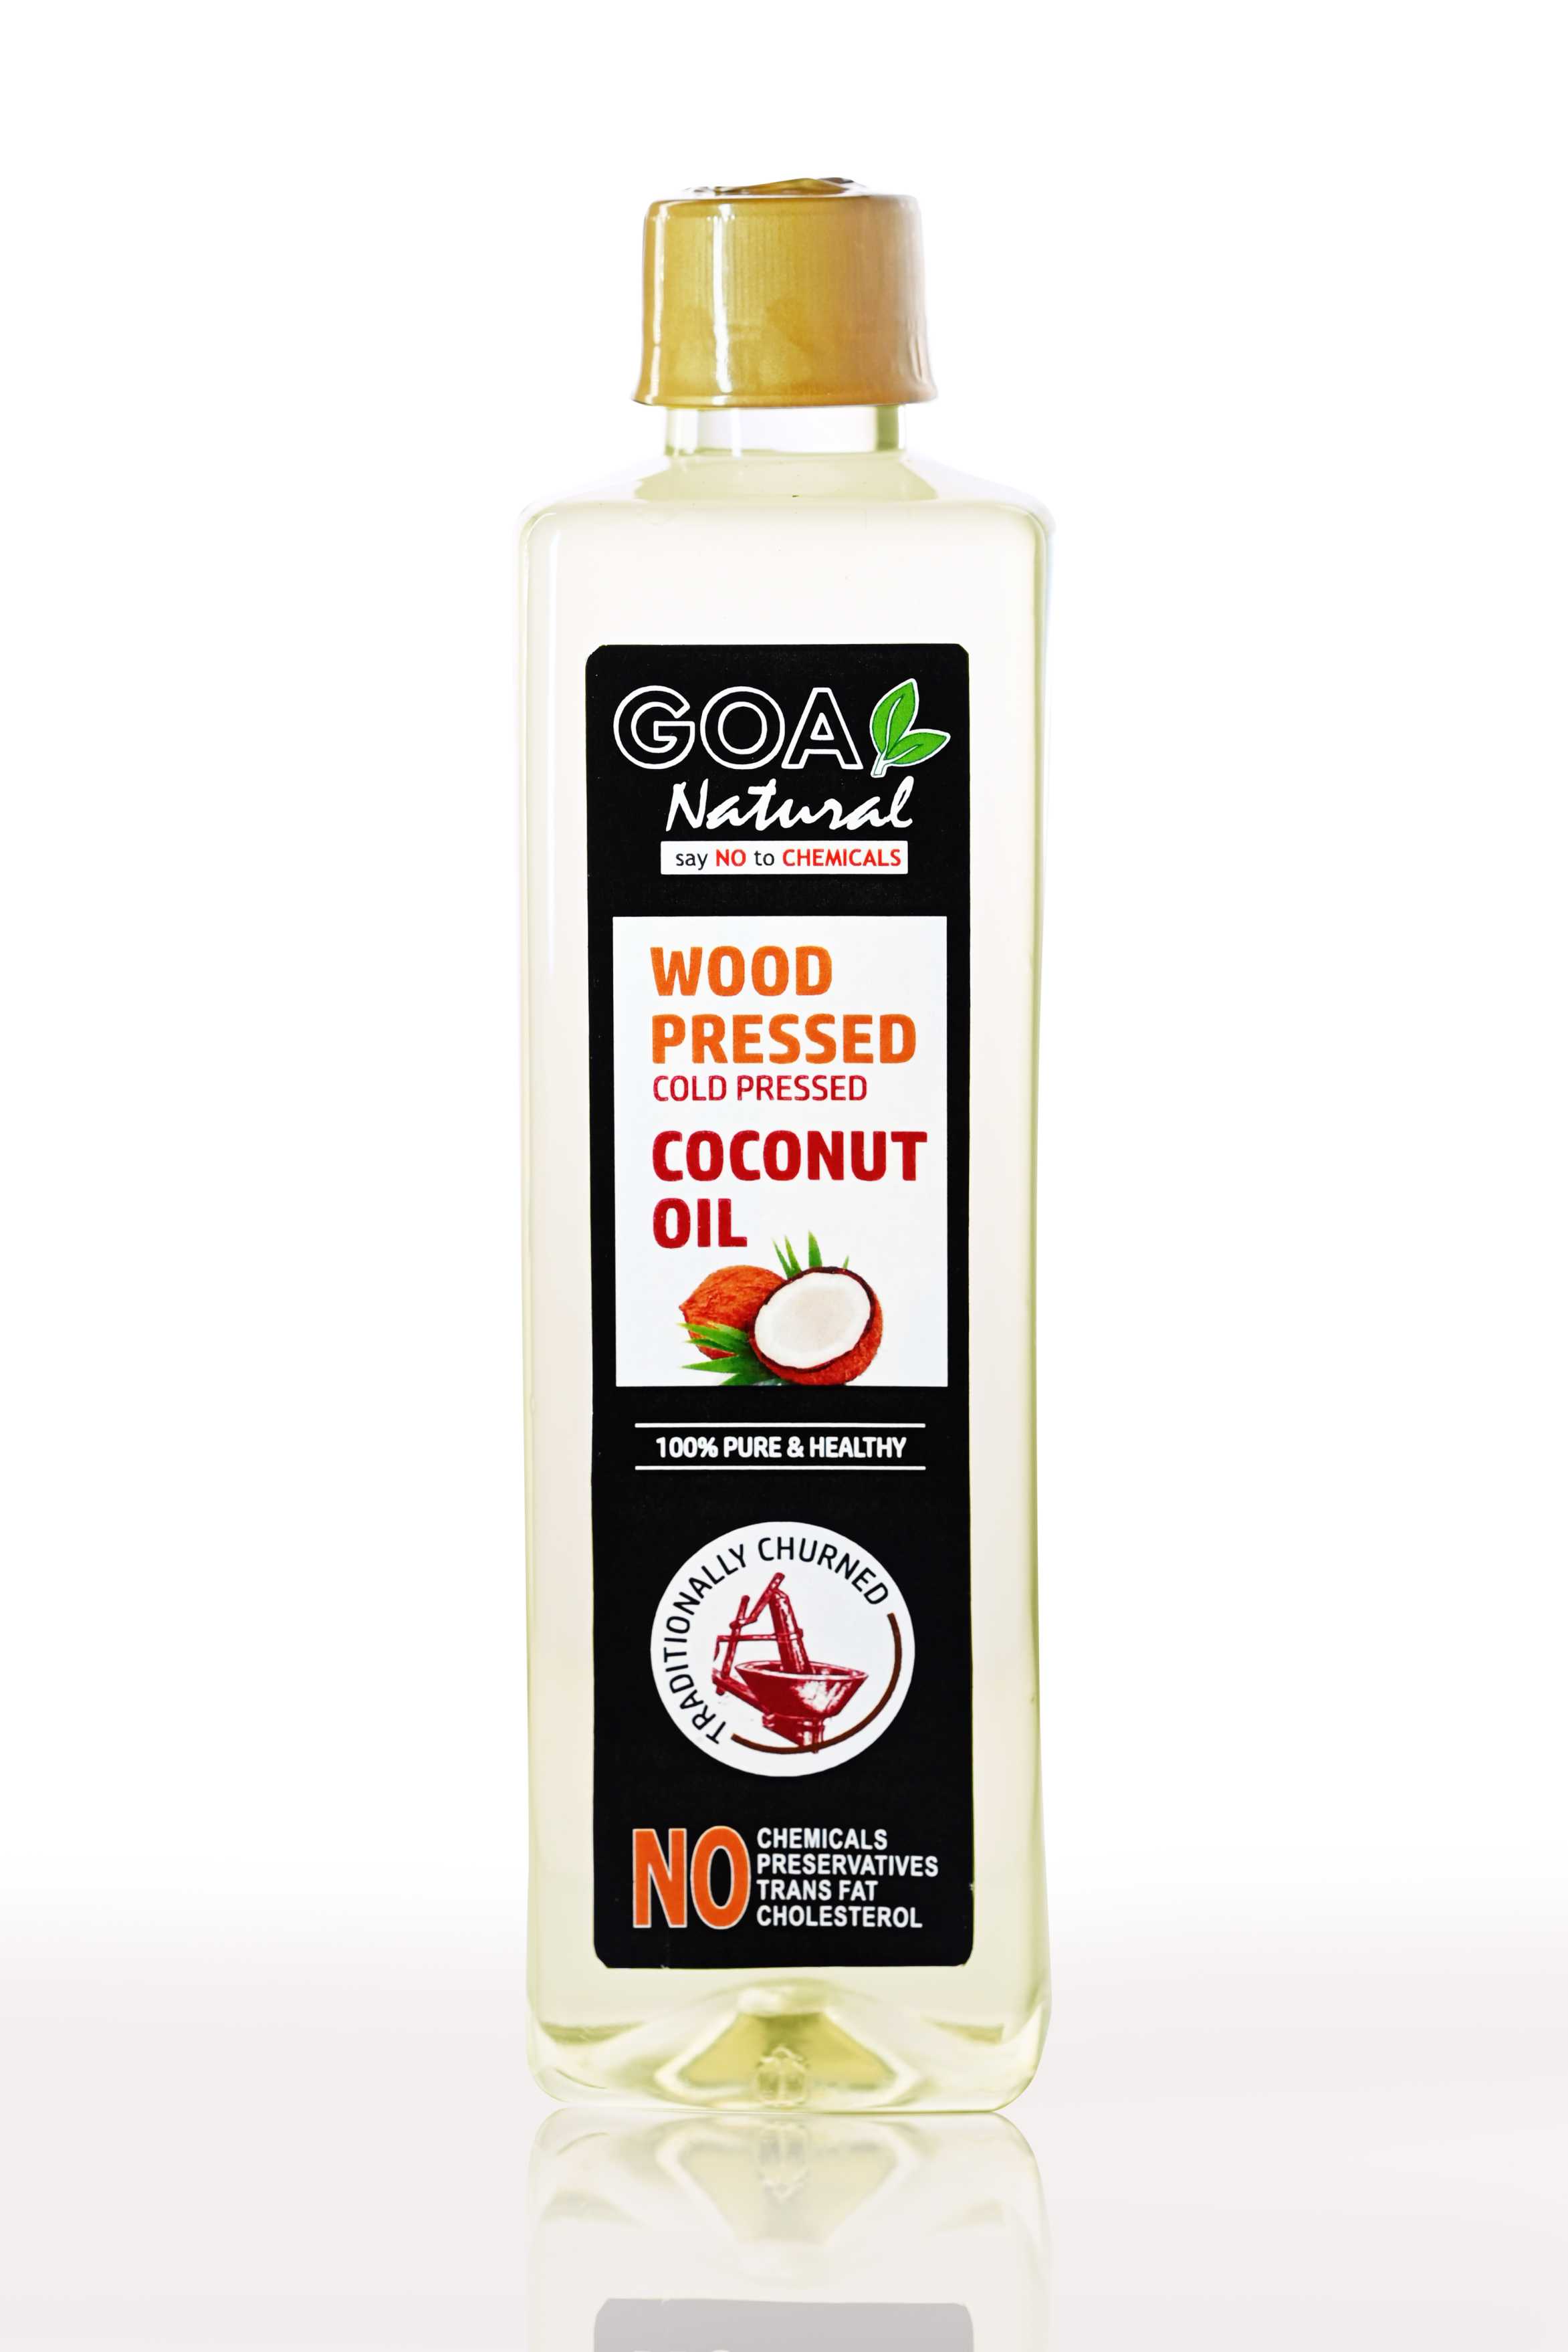 GOA
Natural
say NO to CHEMICALS
WOOD
PRESSED
COLD PRESSED
COCONUT
OIL
100% PURE & HEALTHY
TRADITIONALLY CHURNED
NO
CHEMICALS
PRESERVATIVES
TRANS FAT
CHOLESTEROL